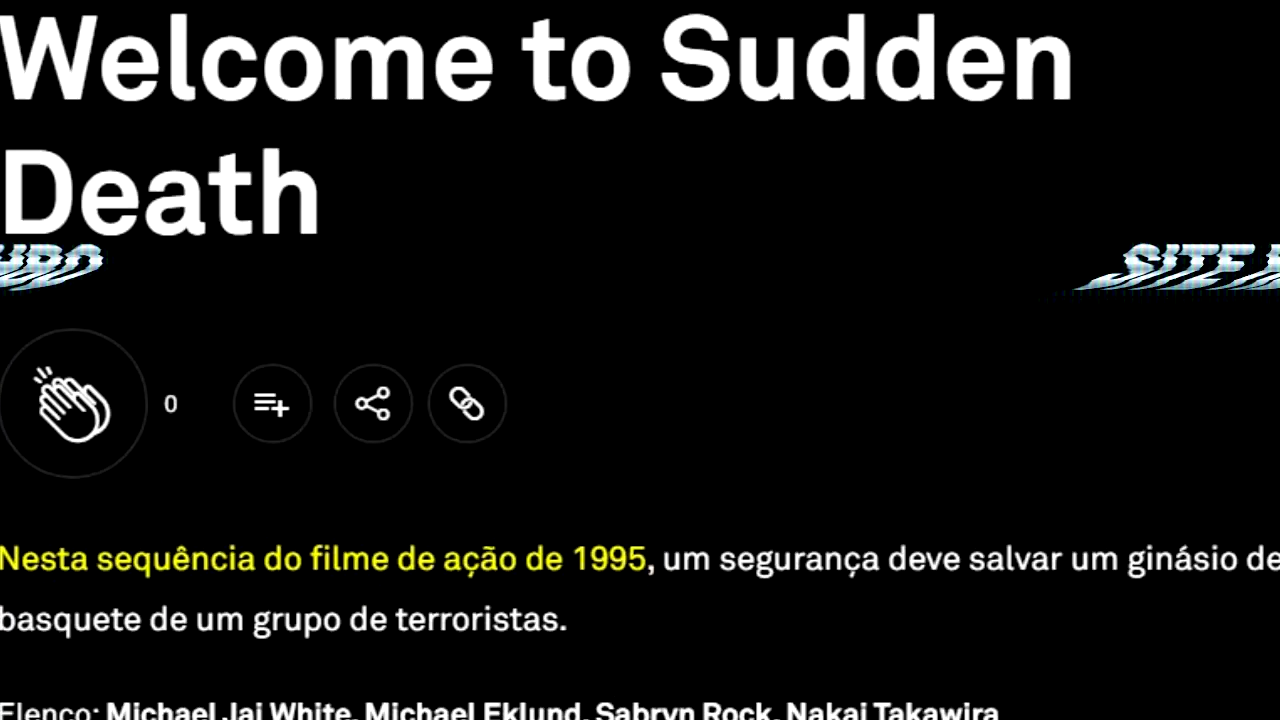 Welcome to Sudden
Death
SITE
0
Nesta sequência do filme de ação de 1995, um segurança deve salvar um ginásio de
basquete de um grupo de terroristas.
Elenco: Michael Jai White, Michael Eklund, Sabryn Rock, Nakai Takawira